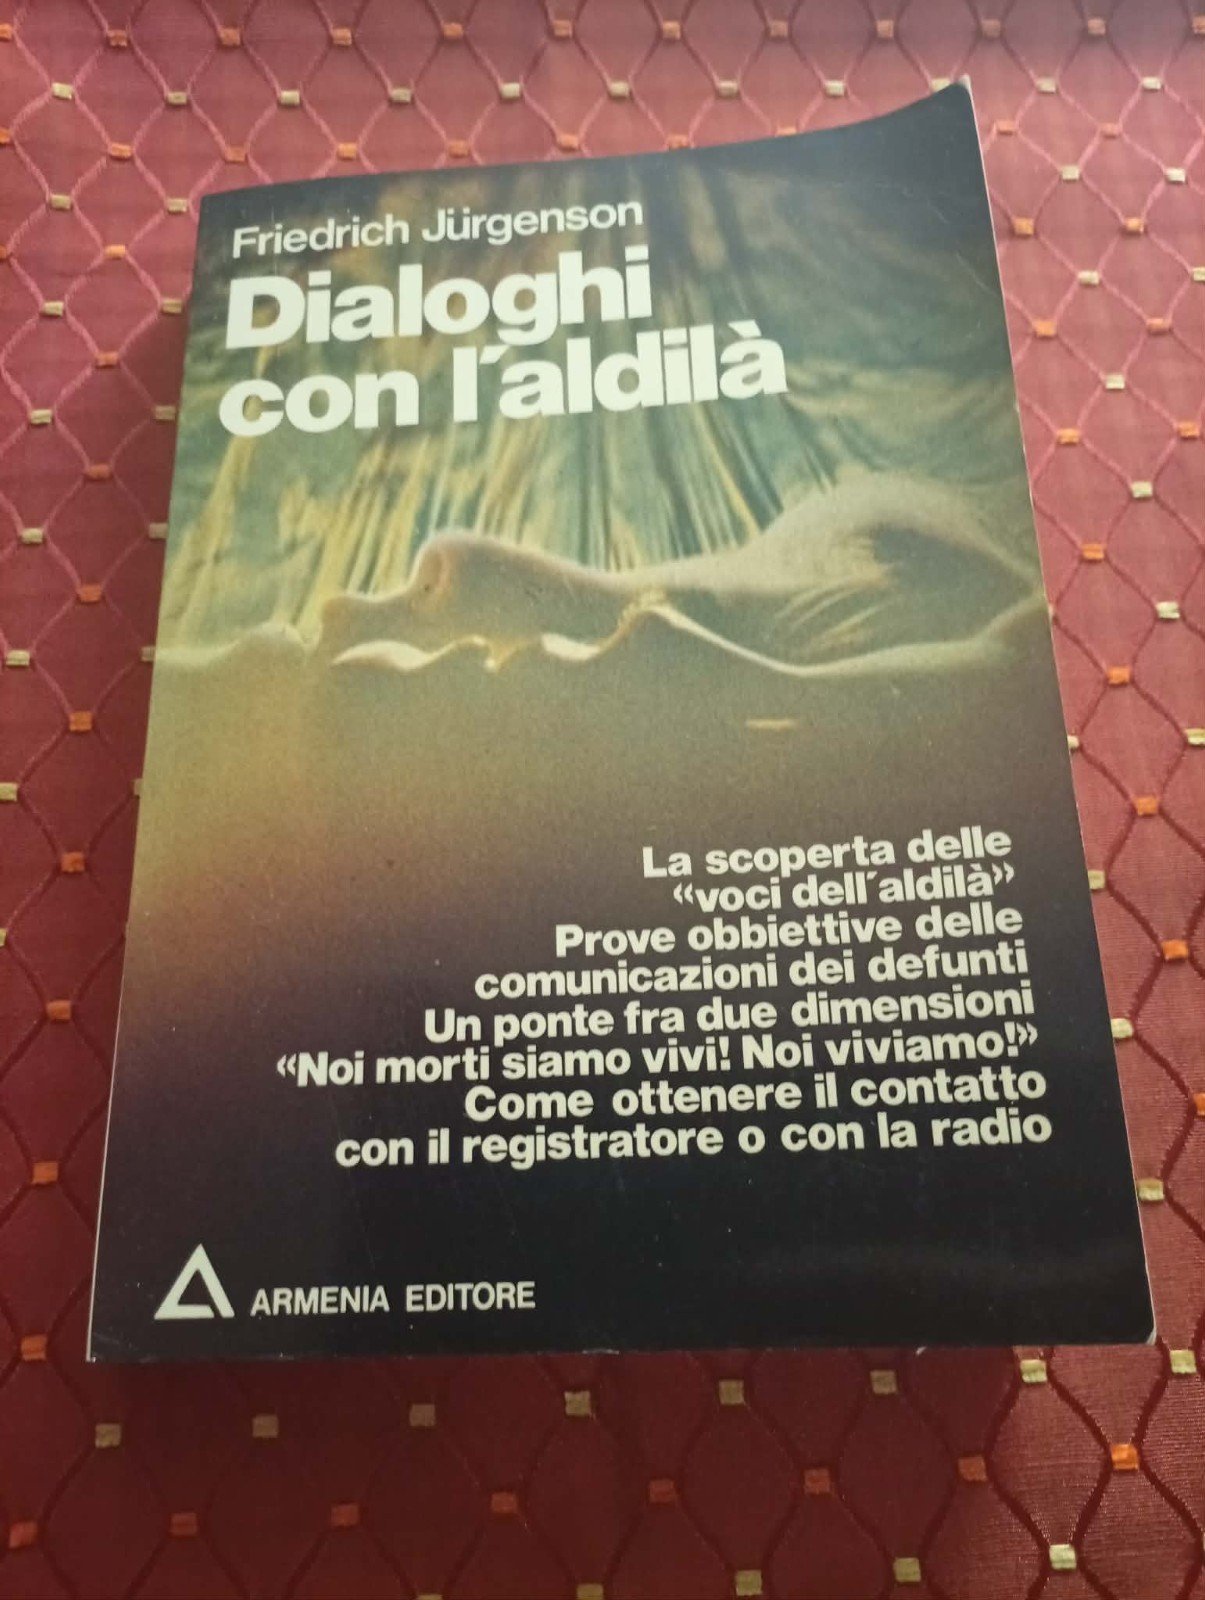 Friedrich Jürgenson
Dialoghi
con l'aldilà
La scoperta delle
«voci dell'aldilà»
Prove obbiettive delle
comunicazioni dei defunti
Un ponte fra due dimensioni
«Noi morti siamo vivi! Noi viviamo!»
Come ottenere il contatto
con il registratore o con la radio
ARMENIA EDITORE